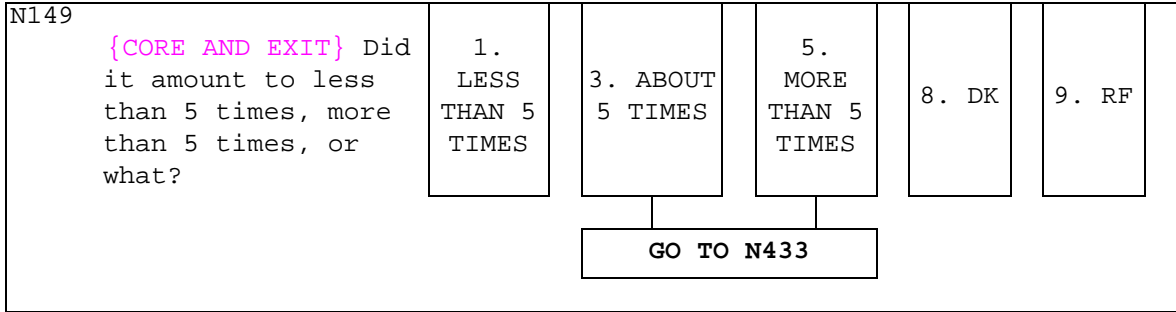 N149
{CORE AND EXIT} Did
it amount to less
than 5 times, more
than 5 times, or
what?
1.
LESS
THAN 5
TIMES
3. ABOUT
5 TIMES
5.
MORE
THAN 5
TIMES
8. DK
9. RF
GO TO N433